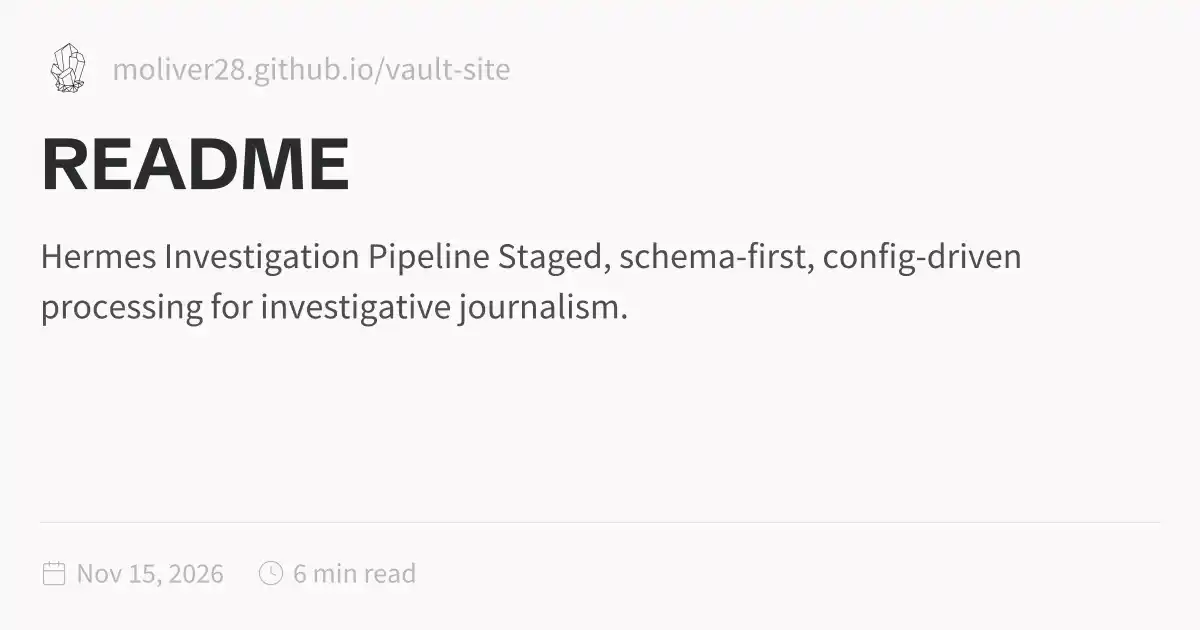 moliver28.github.io/vault-site
README
Hermes Investigation Pipeline Staged, schema-first, config-driven
processing for investigative journalism.
Nov 15, 2026 6 min read